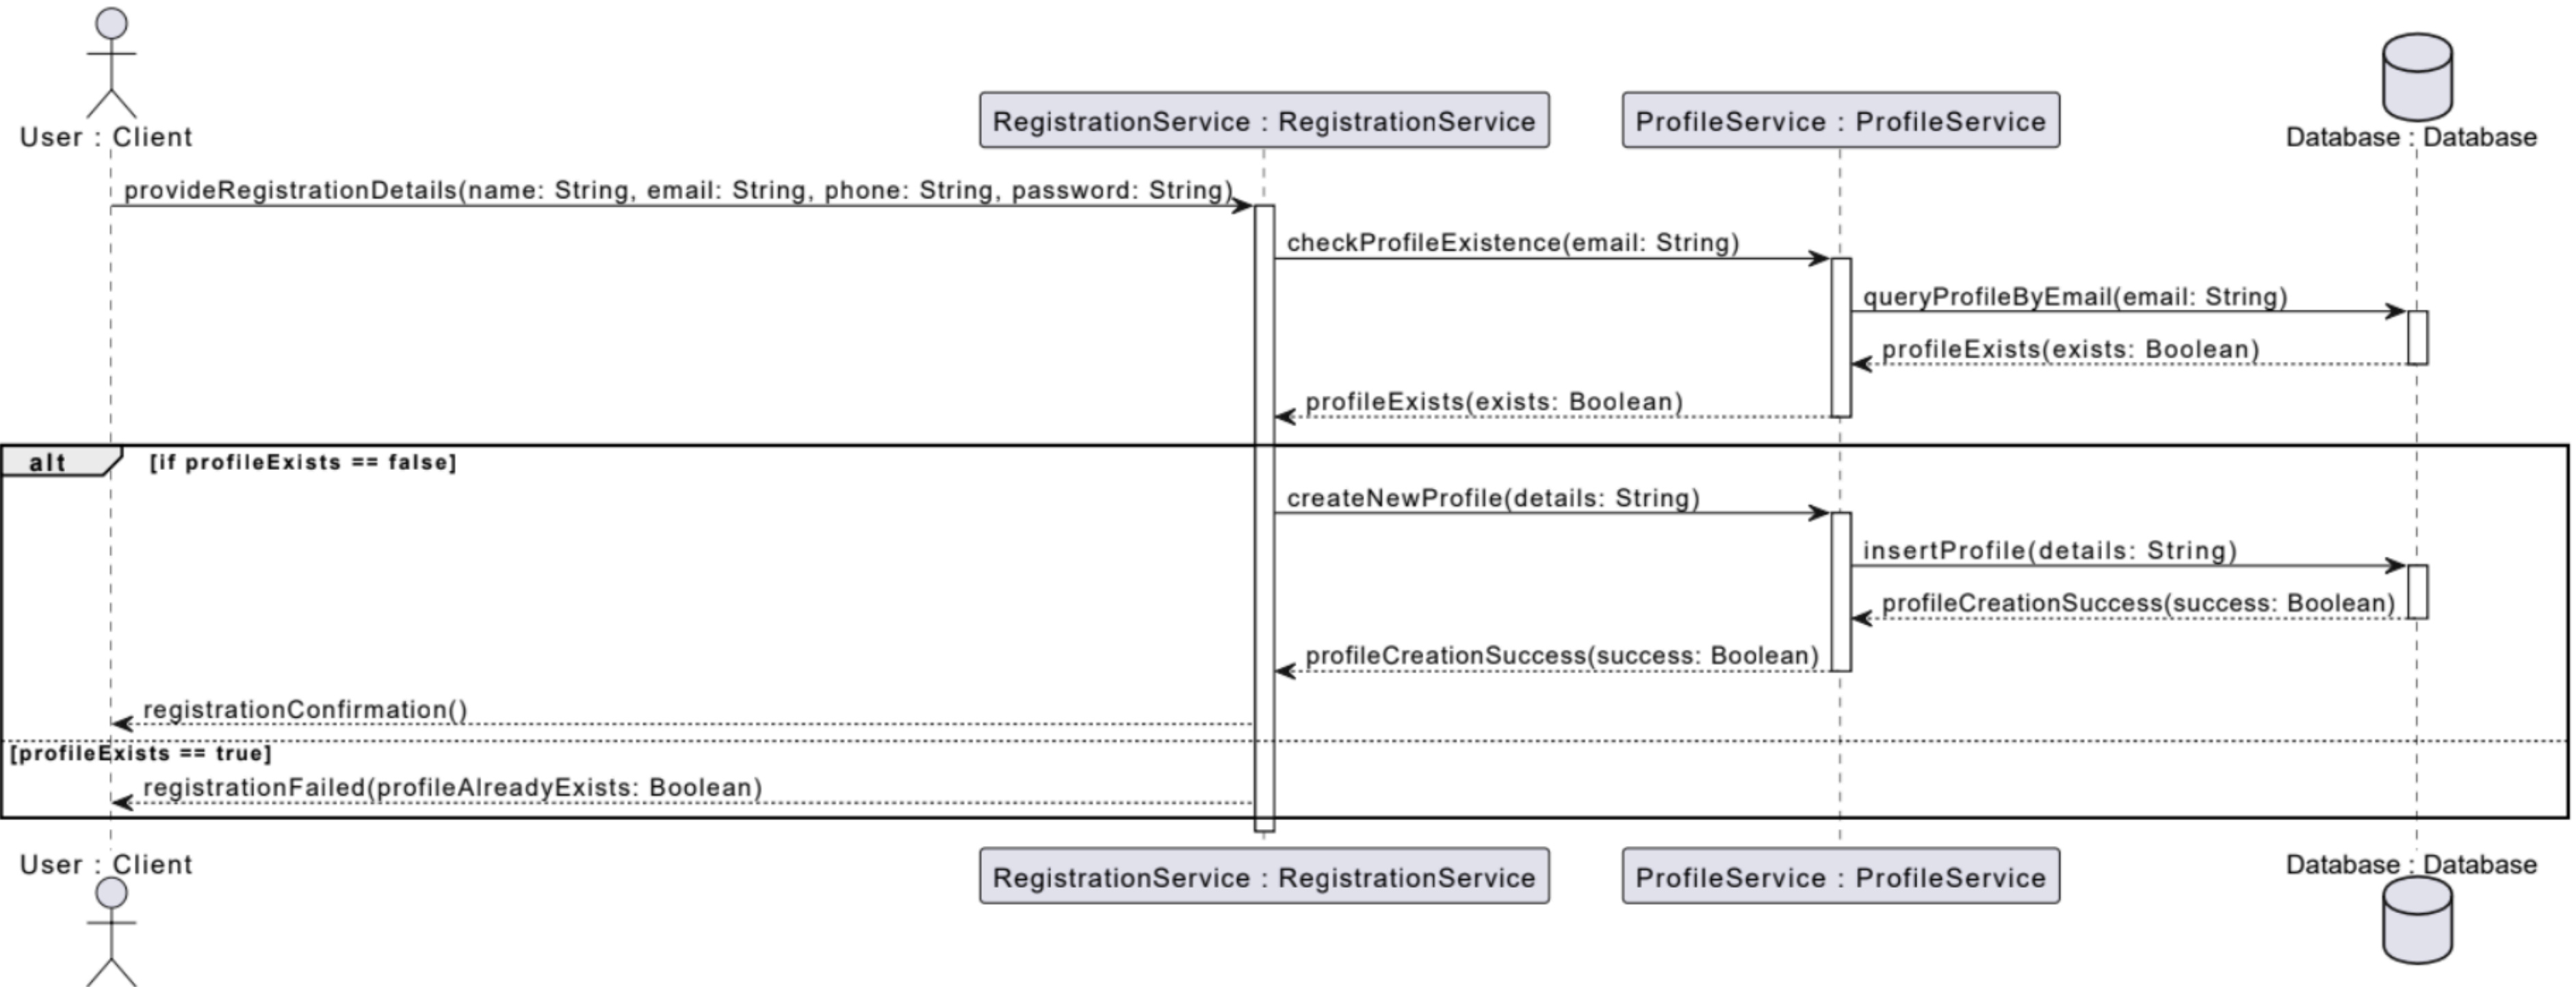 User : Client
RegistrationService : RegistrationService
ProfileService : ProfileService
Database : Database
provideRegistrationDetails(name: String, email: String, phone: String, password: String)
checkProfileExistence(email: String)
queryProfileByEmail(email: String)
profileExists(exists: Boolean)
profileExists(exists: Boolean)
alt
[if profileExists == false]
createNewProfile(details: String)
insertProfile(details: String)
profileCreationSuccess(success: Boolean)
profileCreationSuccess(success: Boolean)
registrationConfirmation()
[profileExists == true]
registrationFailed(profileAlreadyExists: Boolean)
User : Client
RegistrationService : RegistrationService
ProfileService : ProfileService
Database : Database